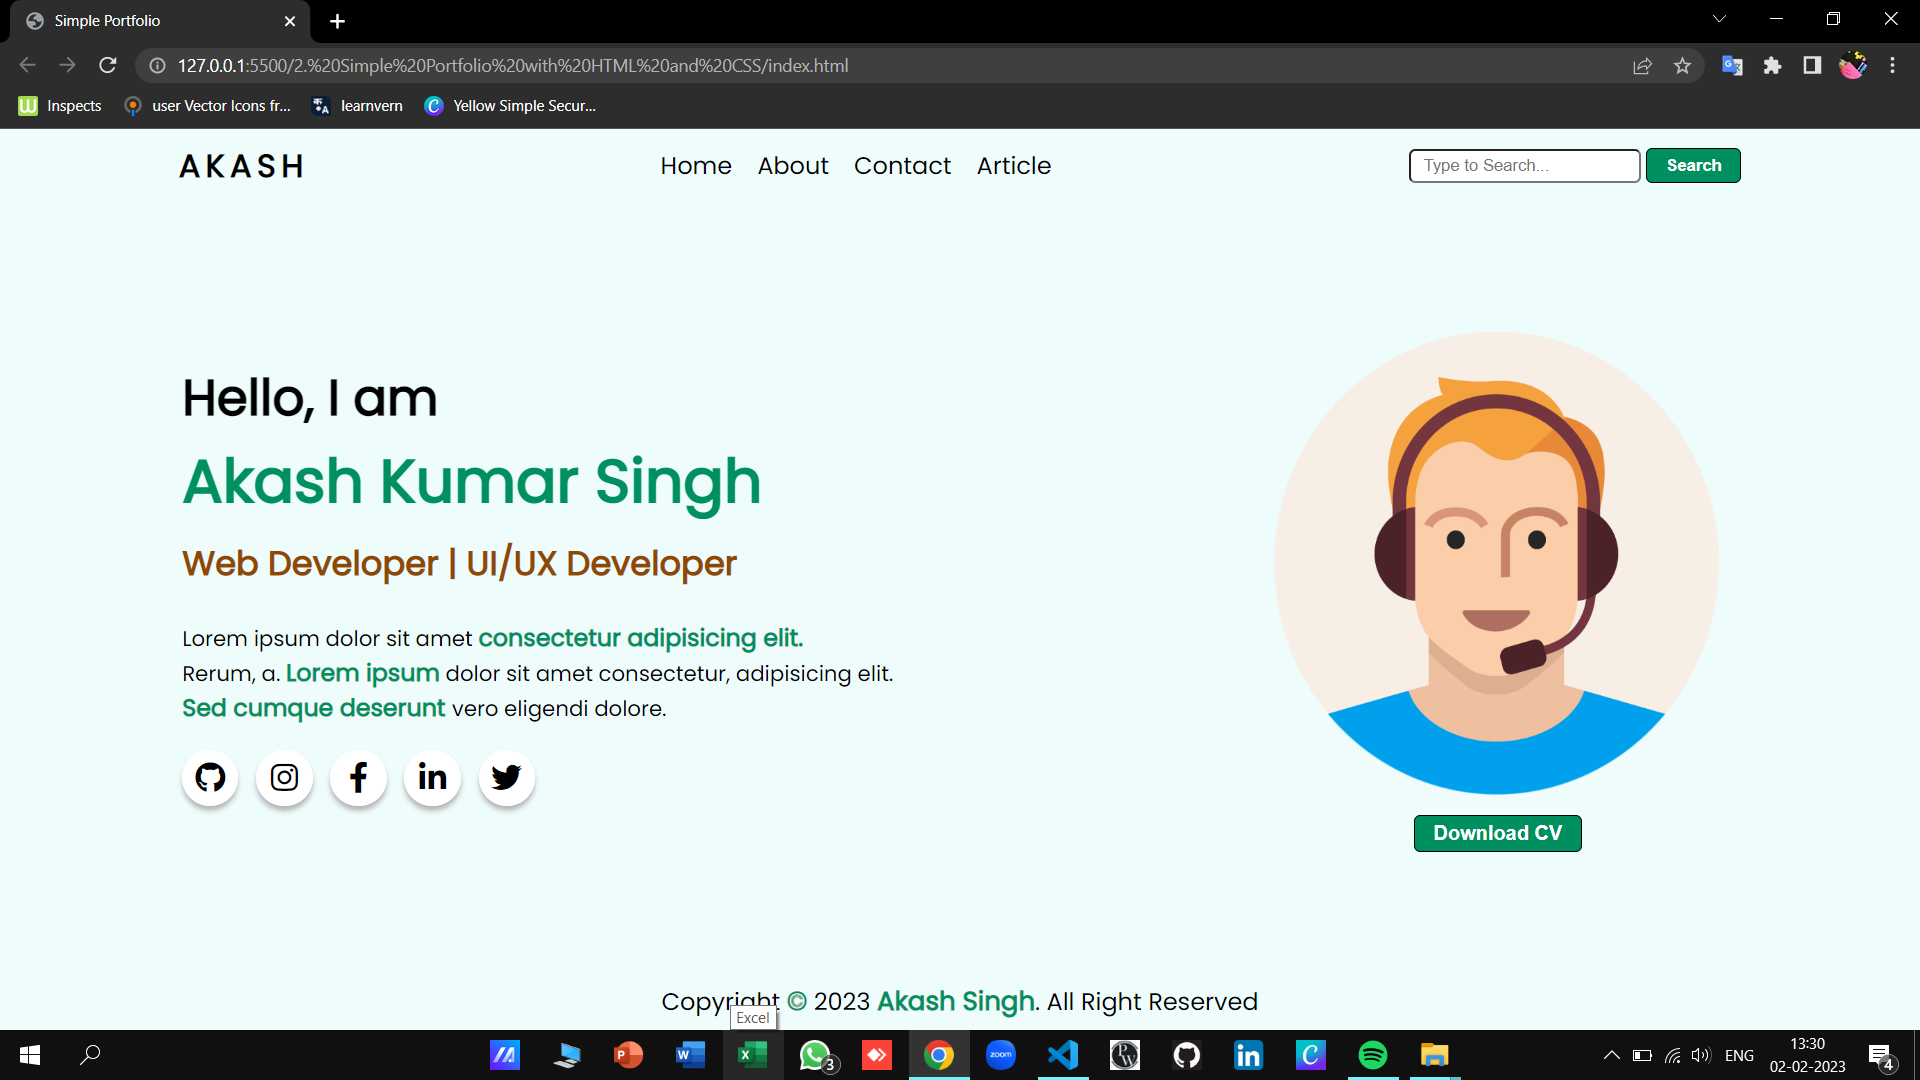 Simple Portfolio
127.0.0.1:5500/2.%20Simple%20Portfolio%20with%20HTML%20and%20CSS/index.html
Inspects user Vector Icons fr... learnvern Yellow Simple Secur...
AKASH Home About Contact Article Type to Search... Search
Hello, I am
Akash Kumar Singh
Web Developer | UI/UX Developer
Lorem ipsum dolor sit amet consectetur adipisicing elit.
Rerum, a. Lorem ipsum dolor sit amet consectetur, adipisicing elit.
Sed cumque deserunt vero eligendi dolore.
Download CV
Copyright © 2023 Akash Singh. All Right Reserved
Excel
zoom
3
ENG
13:30
02-02-2023
4